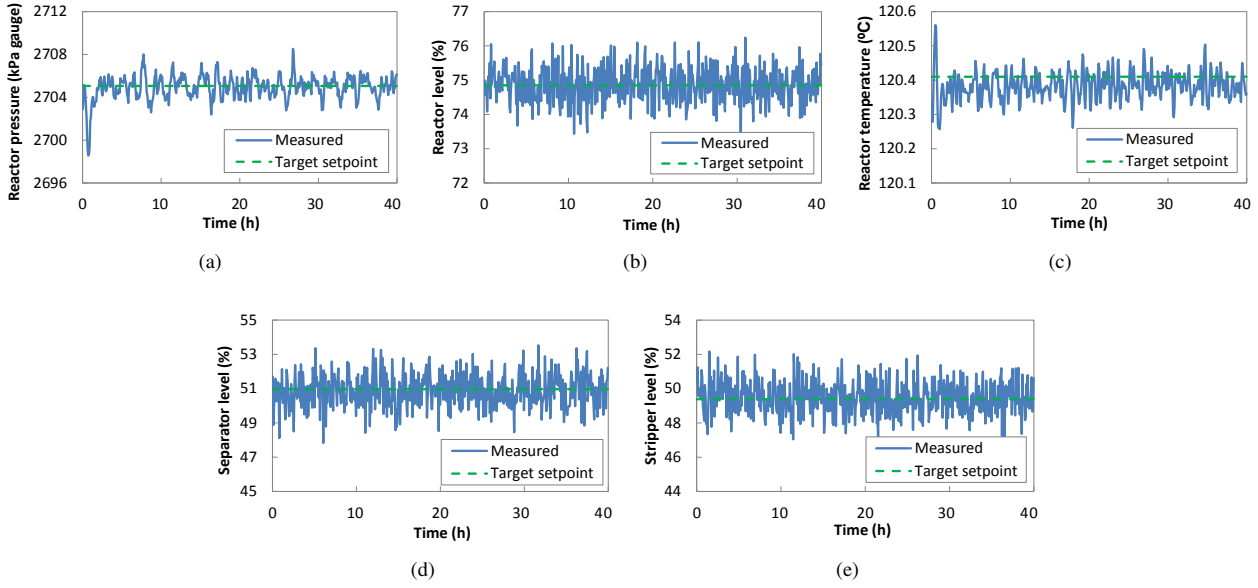 Reactor pressure (kPa gauge)
2708
2704
2700
2696
0 10 20 30 40
Time (h)
Measured
Target setpoint
(a)
Reactor level (%)
77
76
75
74
73
72
0 10 20 30 40
Time (h)
Measured
Target setpoint
(b)
Reactor temperature (ºC)
120.6
120.5
120.4
120.3
120.2
120.1
0 10 20 30 40
Time (h)
Measured
Target setpoint
(c)
Separator level (%)
55
53
51
49
47
45
0 10 20 30 40
Time (h)
Measured
Target setpoint
(d)
Stripper level (%)
54
52
50
48
46
44
0 10 20 30 40
Time (h)
Measured
Target setpoint
(e)